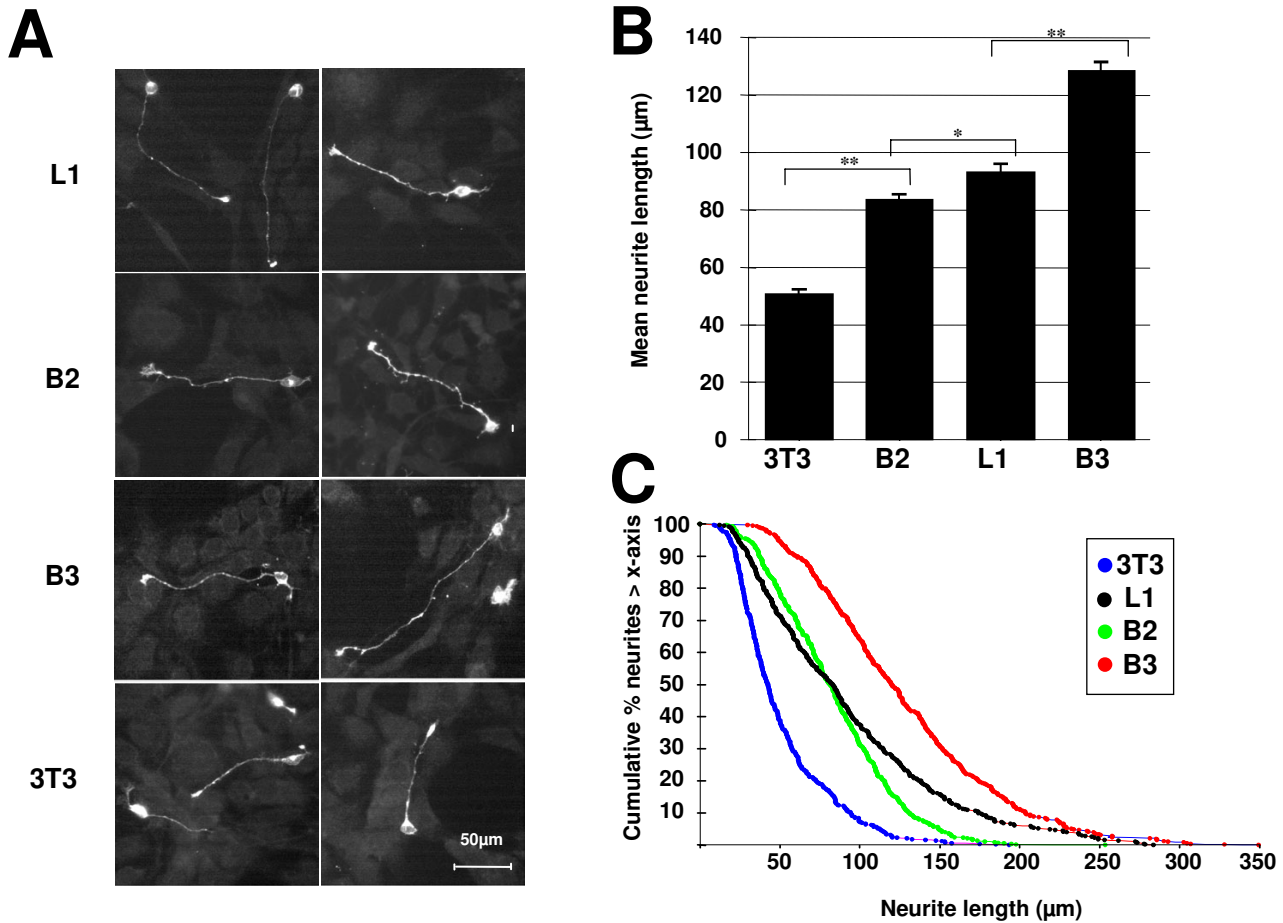 A
L1
B2
B3
3T3
50µm
B
Mean neurite lenngth (µm)
140
120
100
80
60
40
20
0
**
*
**
3T3 B2 L1 B3
C
Cumulative % neurites > x-axis
100
90
80
70
60
50
40
30
20
10
50 100 150 200 250 300 350
Neurite length (µm)
3T3
L1
B2
B3